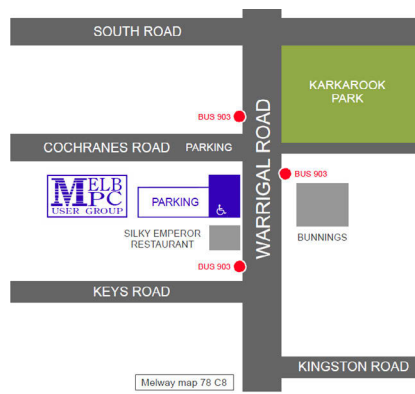 SOUTH ROAD
KARKAROOK
PARK
BUS 903
WARRIGAL ROAD
COCHRANES ROAD PARKING
BUS 903
MELB
PC
USER GROUP
PARKING
SILKY EMPEROR
RESTAURANT
BUNNINGS
BUS 903
KEYS ROAD
KINGSTON ROAD
Melway map 78 C8